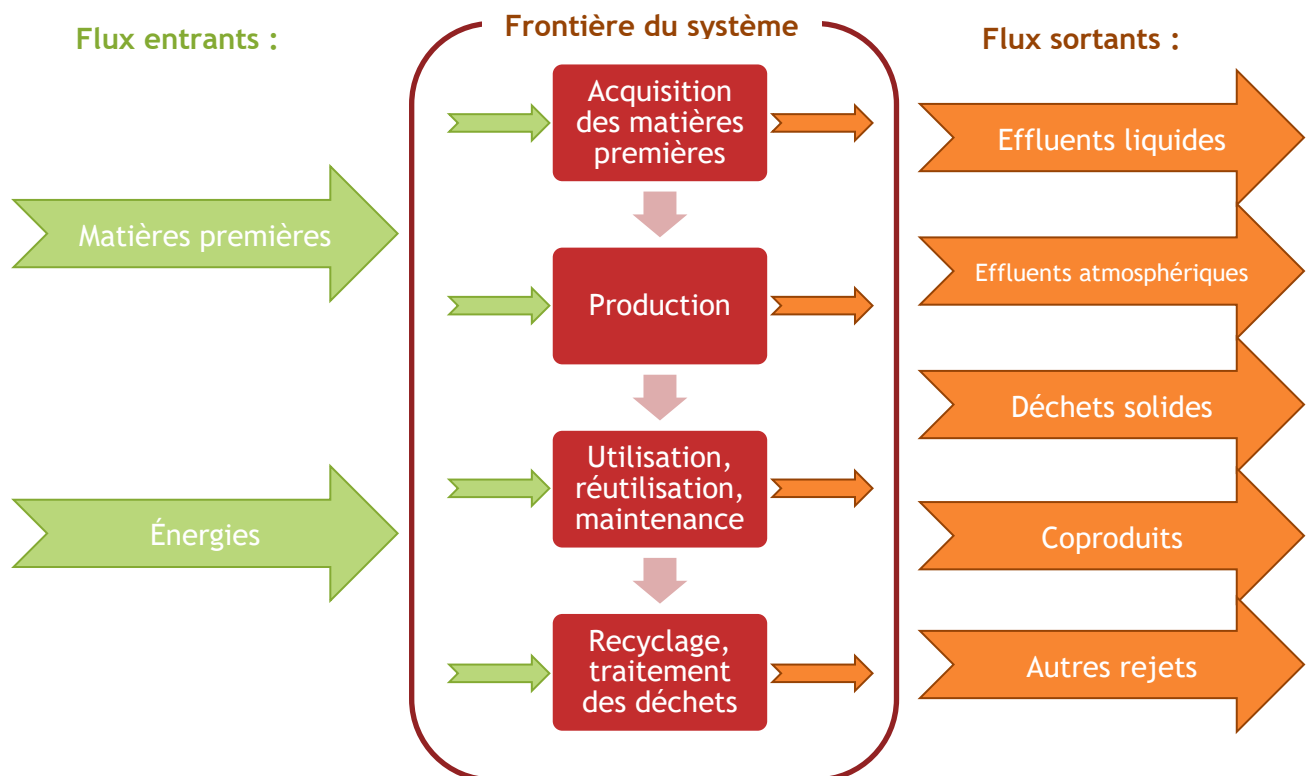 Flux entrants :
Frontière du système
Flux sortants :
Matières premières
Énergies
Acquisition
des matières
premières
Production
Utilisation,
réutilisation,
maintenance
Recyclage,
traitement
des déchets
Effluents liquides
Effluents atmosphériques
Déchets solides
Coproduits
Autres rejets